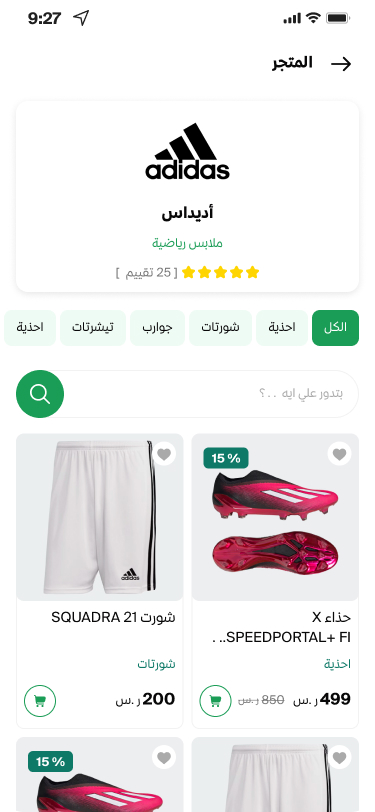 9:27
المتجر
adidas
أديداس
ملابس رياضية
[ 25 تقييم ]
الكل احذية شورتات جوارب تيشرتات احذية
بتدور علي ايه . . ؟
15 %
adidas
حذاء X
SPEEDPORTAL+ FI.. .
احذية
499 ر.س 850 ر.س
شورت SQUADRA 21
شورتات
200 ر.س
15 %